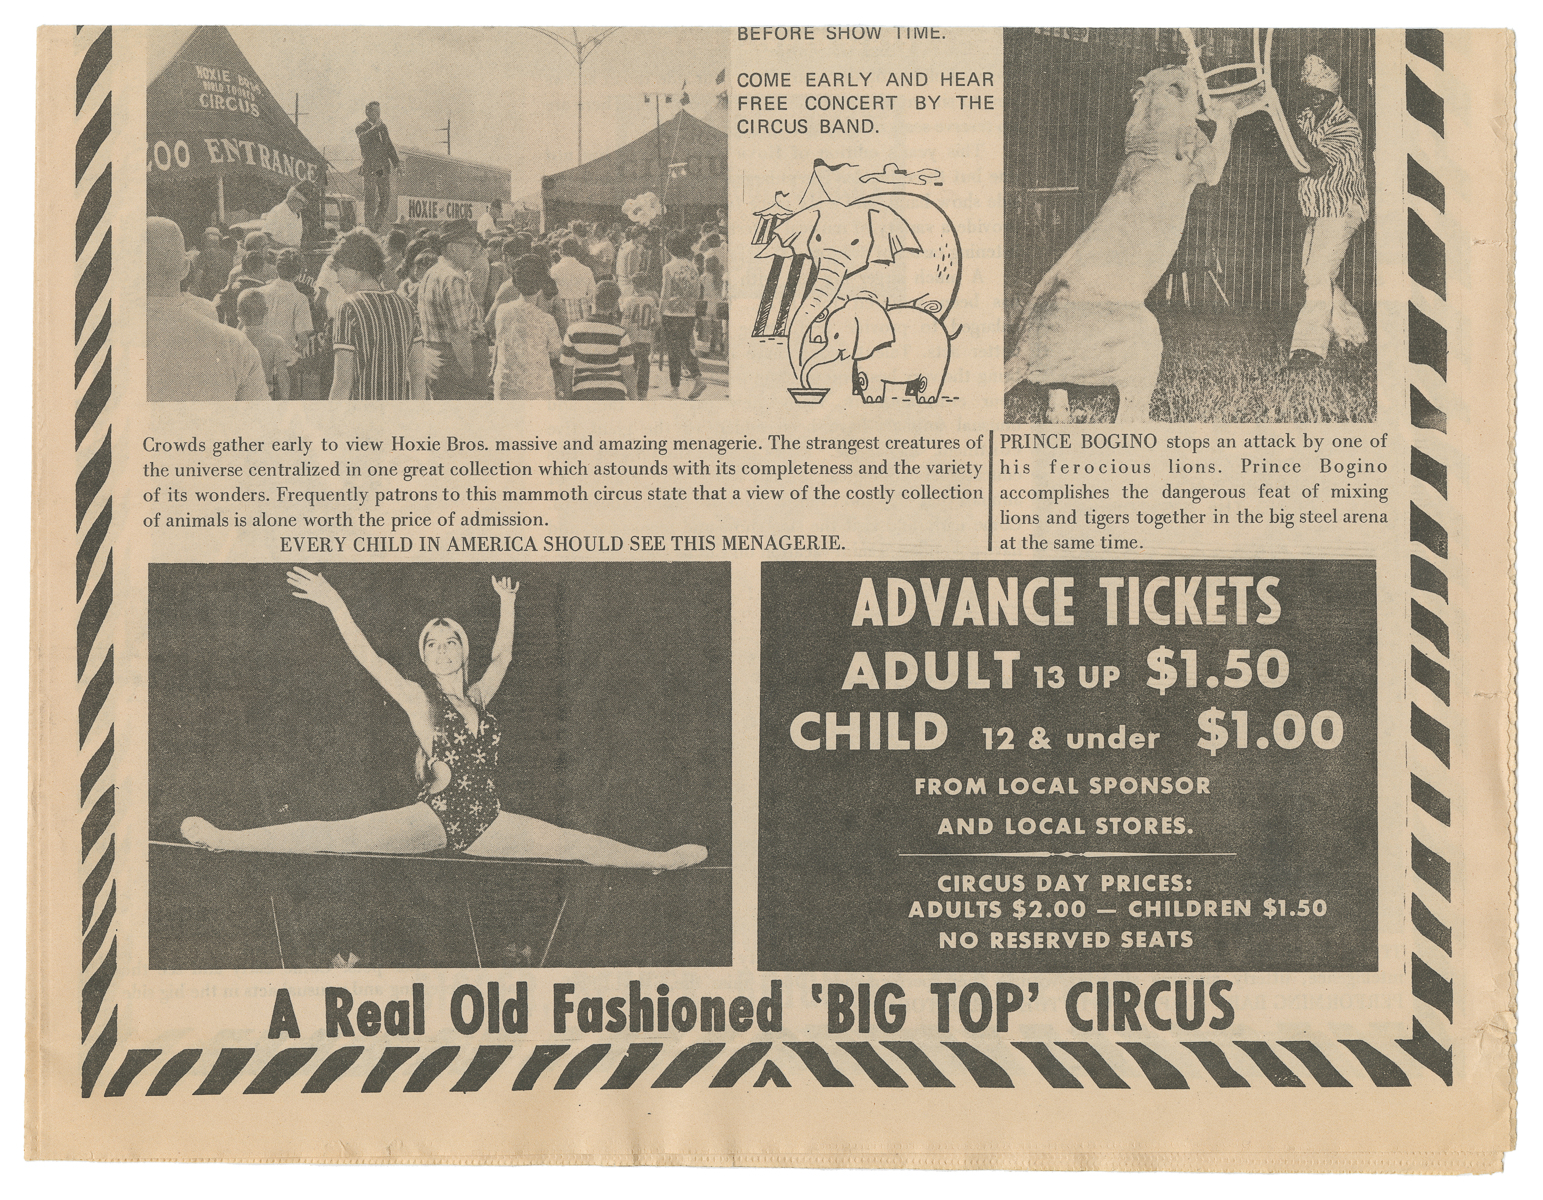 BEFORE SHOW TIME.
COME EARLY AND HEAR
FREE CONCERT BY THE
CIRCUS BAND.
HOXIE BROS.
CIRCUS
ZOO ENTRANCE
HOXIE CIRCUS
Crowds gather early to view Hoxie Bros. massive and amazing menagerie. The strangest creatures of
the universe centralized in one great collection which astounds with its completeness and the variety
of its wonders. Frequently patrons to this mammoth circus state that a view of the costly collection
of animals is alone worth the price of admission.
EVERY CHILD IN AMERICA SHOULD SEE THIS MENAGERIE.
PRINCE BOGINO stops an attack by one of
his ferocious lions. Prince Bogino
accomplishes the dangerous feat of mixing
lions and tigers together in the big steel arena
at the same time.
ADVANCE TICKETS
ADULT 13 UP $1.50
CHILD 12 & under $1.00
FROM LOCAL SPONSOR
AND LOCAL STORES.
CIRCUS DAY PRICES:
ADULTS $2.00 — CHILDREN $1.50
NO RESERVED SEATS
A Real Old Fashioned 'BIG TOP' CIRCUS